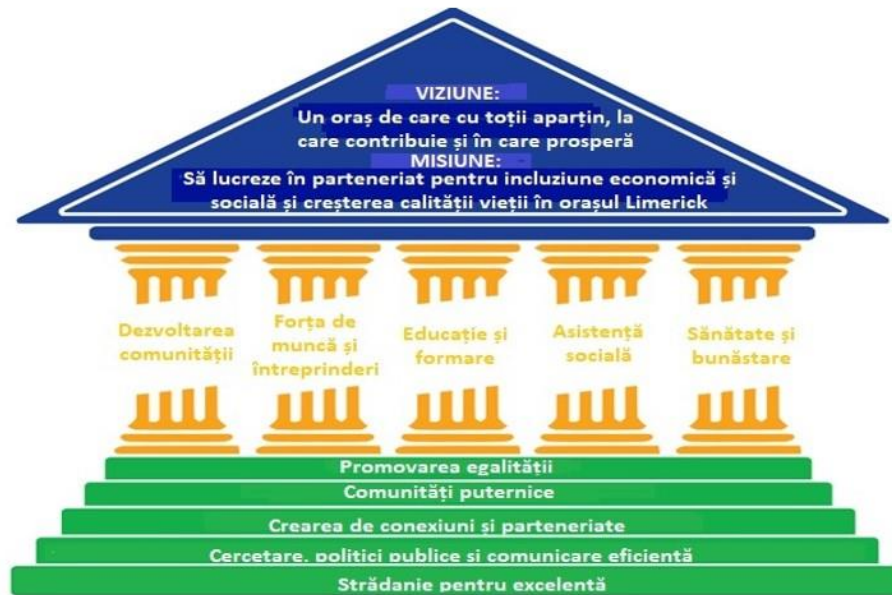 VIZIUNE:
Un oraș de care cu toții aparțin, la
care contribuie și în care prosperă
MISIUNE:
Să lucreze în parteneriat pentru incluziune economică și
socială și creșterea calității vieții în orașul Limerick
Dezvoltarea
comunității
Forța de
muncă și
întreprinderi
Educație și
formare
Asistență
socială
Sănătate și
bunăstare
Promovarea egalității
Comunități puternice
Crearea de conexiuni și parteneriate
Cercetare, politici publice și comunicare eficientă
Strădanie pentru excelență